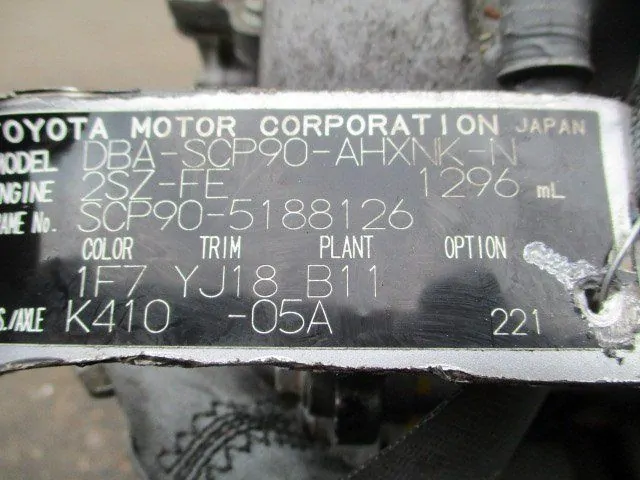 TOYOTA MOTOR CORPORATION JAPAN
MODEL DBA-SCP90-AHXNK-N
ENGINE 2SZ-FE 1296 mL
FRAME No. SCP90-5188126
COLOR TRIM PLANT OPTION
1F7 YJ18 B11
S./AXLE K410 -05A 221